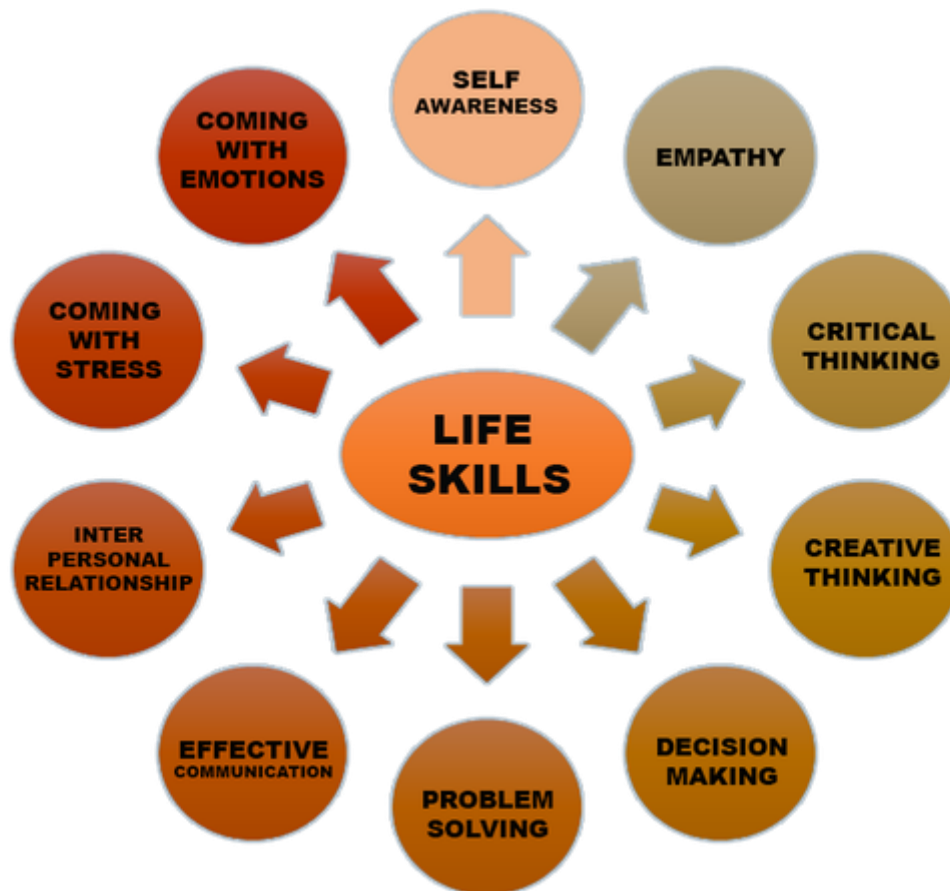 SELF
AWARENESS
EMPATHY
CRITICAL
THINKING
CREATIVE
THINKING
DECISION
MAKING
PROBLEM
SOLVING
EFFECTIVE
COMMUNICATION
INTER
PERSONAL
RELATIONSHIP
COMING
WITH
STRESS
COMING
WITH
EMOTIONS
LIFE
SKILLS